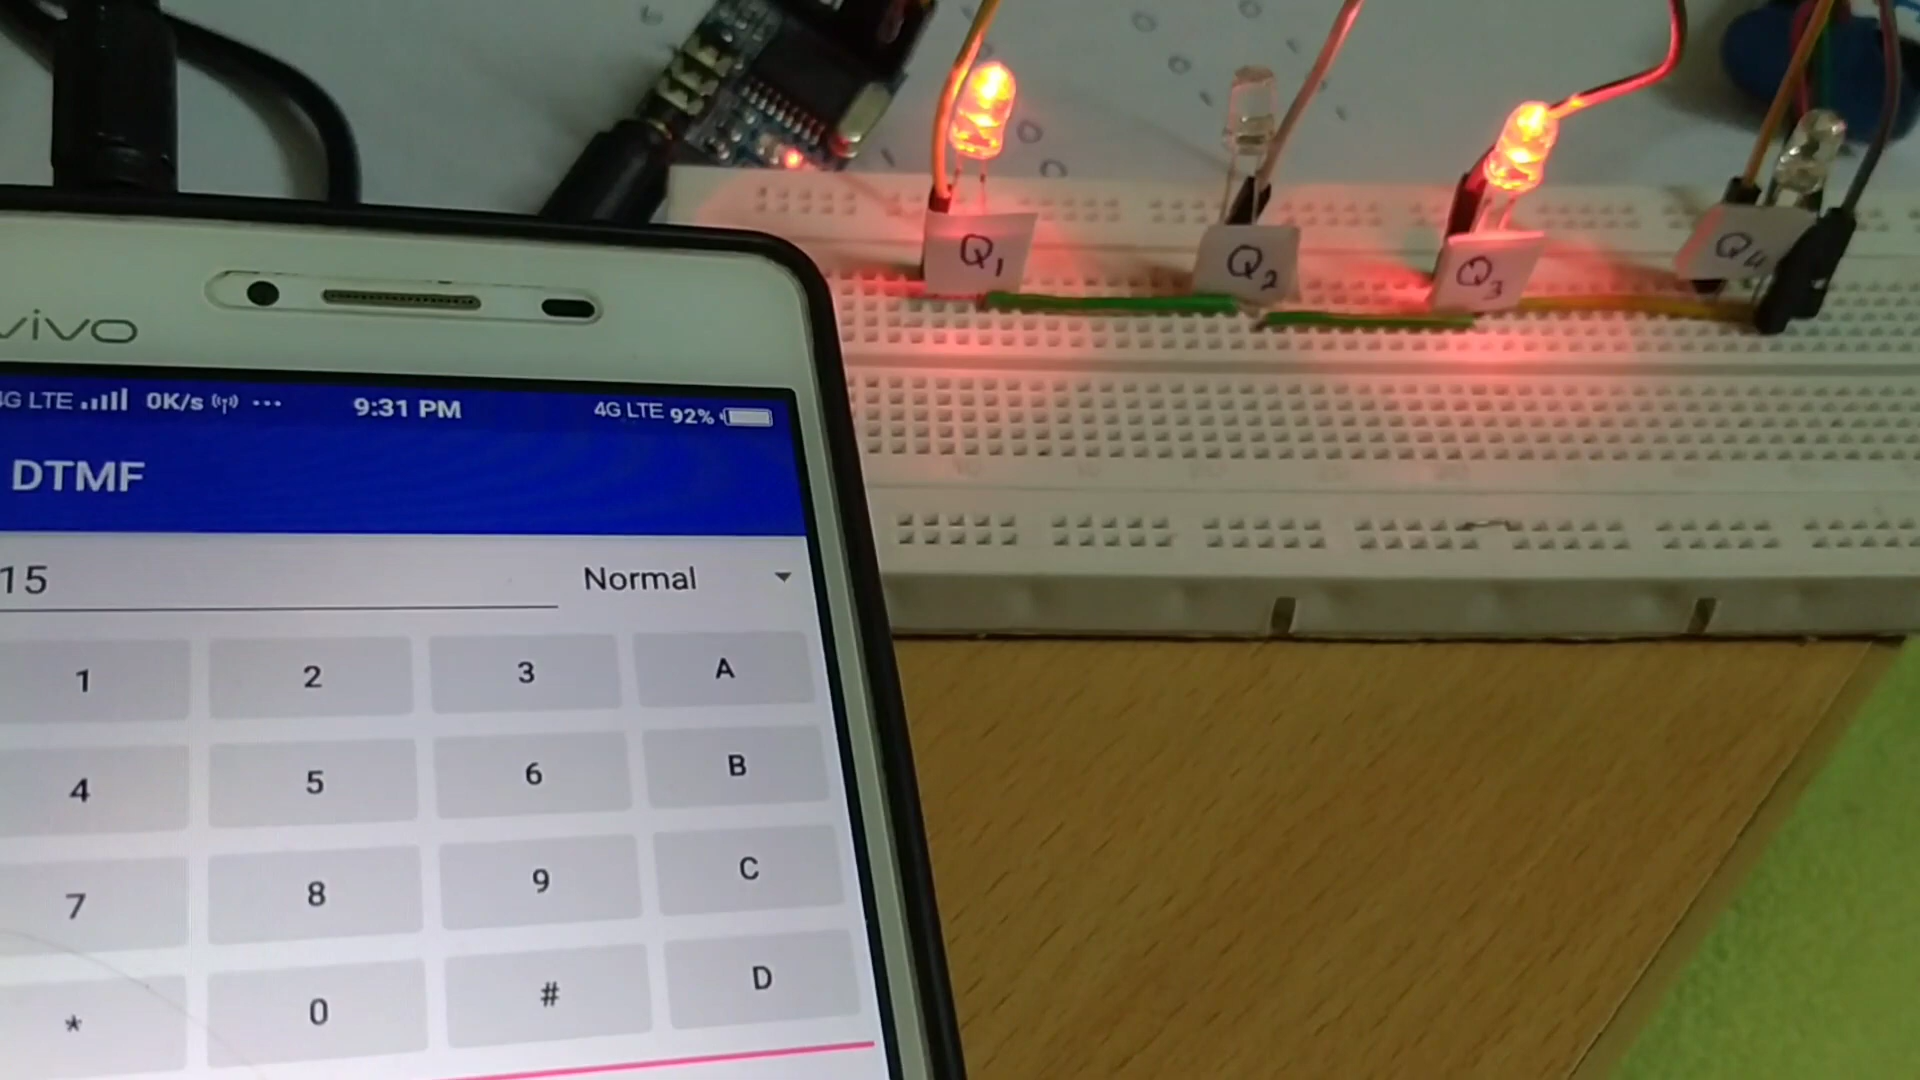 Q1 Q2 Q3 Q4
vivo
4G LTE 0K/s 9:31 PM 4G LTE 92%
DTMF
15 Normal
1 2 3 A
4 5 6 B
7 8 9 C
* 0 # D